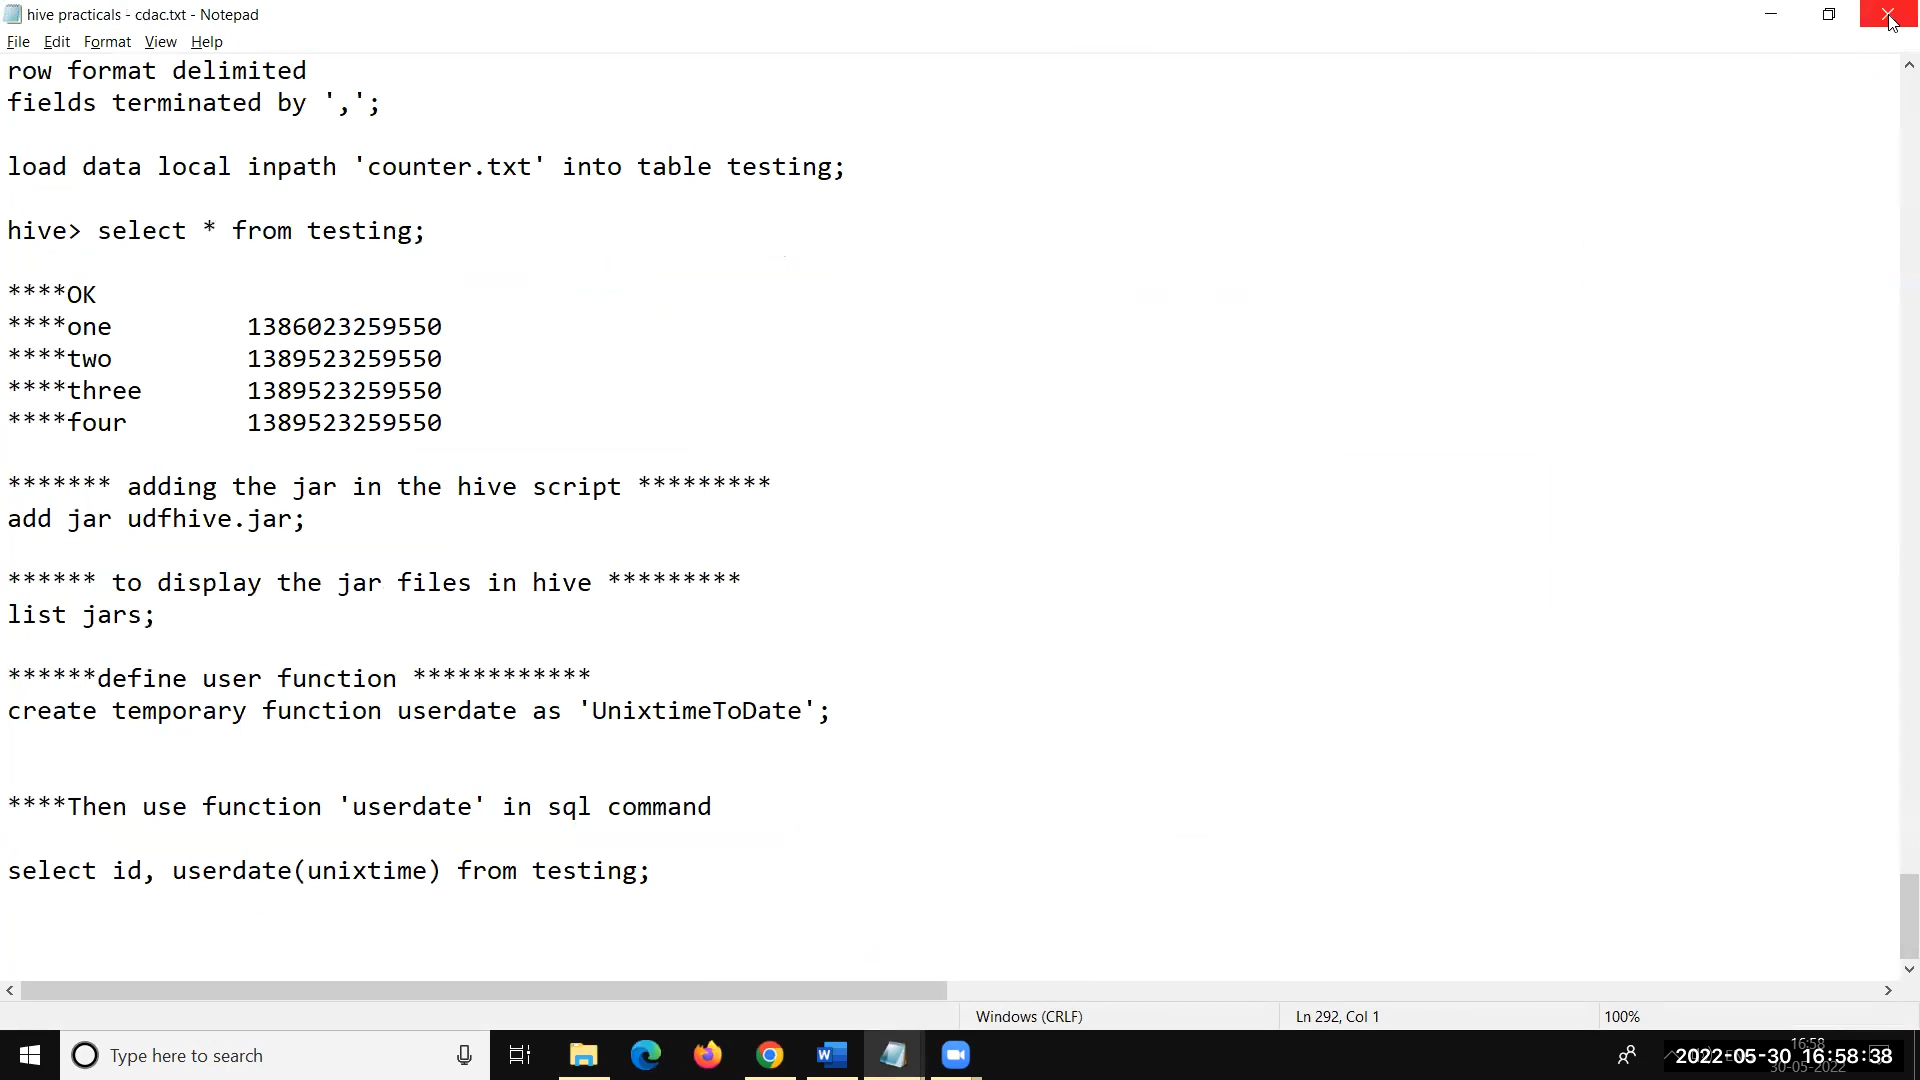 hive practicals - cdac.txt - Notepad
File Edit Format View Help
row format delimited
fields terminated by ',';
load data local inpath 'counter.txt' into table testing;
hive> select * from testing;
****OK
****one 1386023259550
****two 1389523259550
****three 1389523259550
****four 1389523259550
******* adding the jar in the hive script *********
add jar udfhive.jar;
****** to display the jar files in hive *********
list jars;
******define user function ************
create temporary function userdate as 'UnixtimeToDate';
****Then use function 'userdate' in sql command
select id, userdate(unixtime) from testing;
Windows (CRLF) Ln 292, Col 1 100%
Type here to search
16:58
2022-05-30 16:58:38
30-05-2022